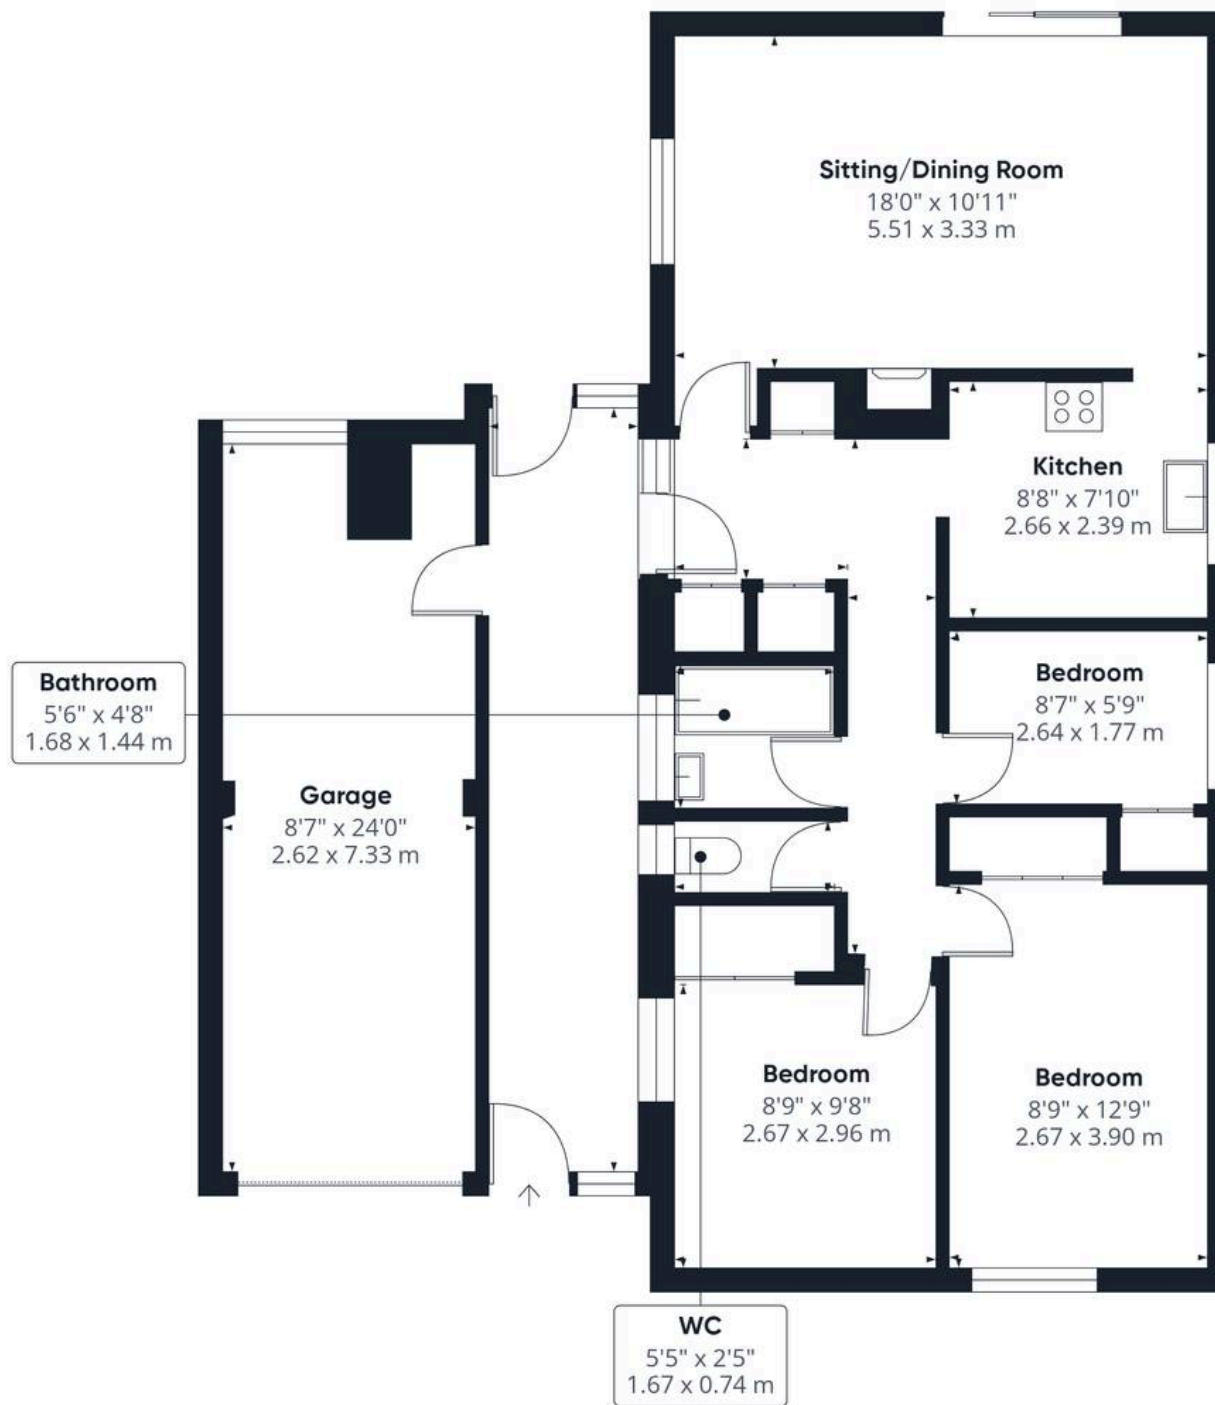 Sitting/Dining Room
18'0" x 10'11"
5.51 x 3.33 m
Kitchen
8'8" x 7'10"
2.66 x 2.39 m
Bathroom
5'6" x 4'8"
1.68 x 1.44 m
Bedroom
8'7" x 5'9"
2.64 x 1.77 m
Garage
8'7" x 24'0"
2.62 x 7.33 m
Bedroom
8'9" x 9'8"
2.67 x 2.96 m
Bedroom
8'9" x 12'9"
2.67 x 3.90 m
WC
5'5" x 2'5"
1.67 x 0.74 m